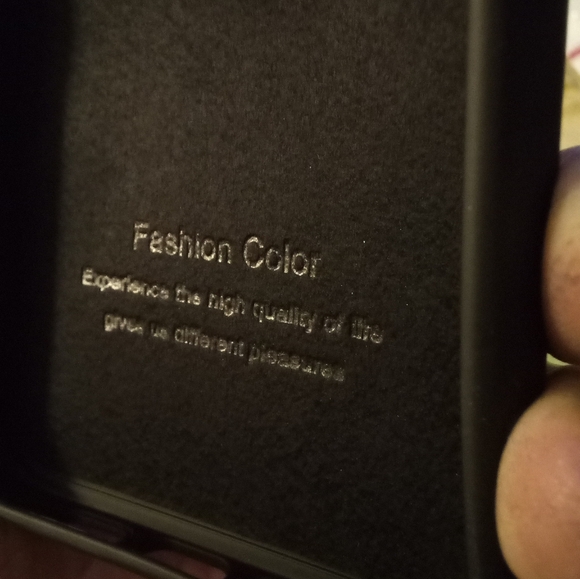 Fashion Color
Experience the high quality of life
gives us different pleasures